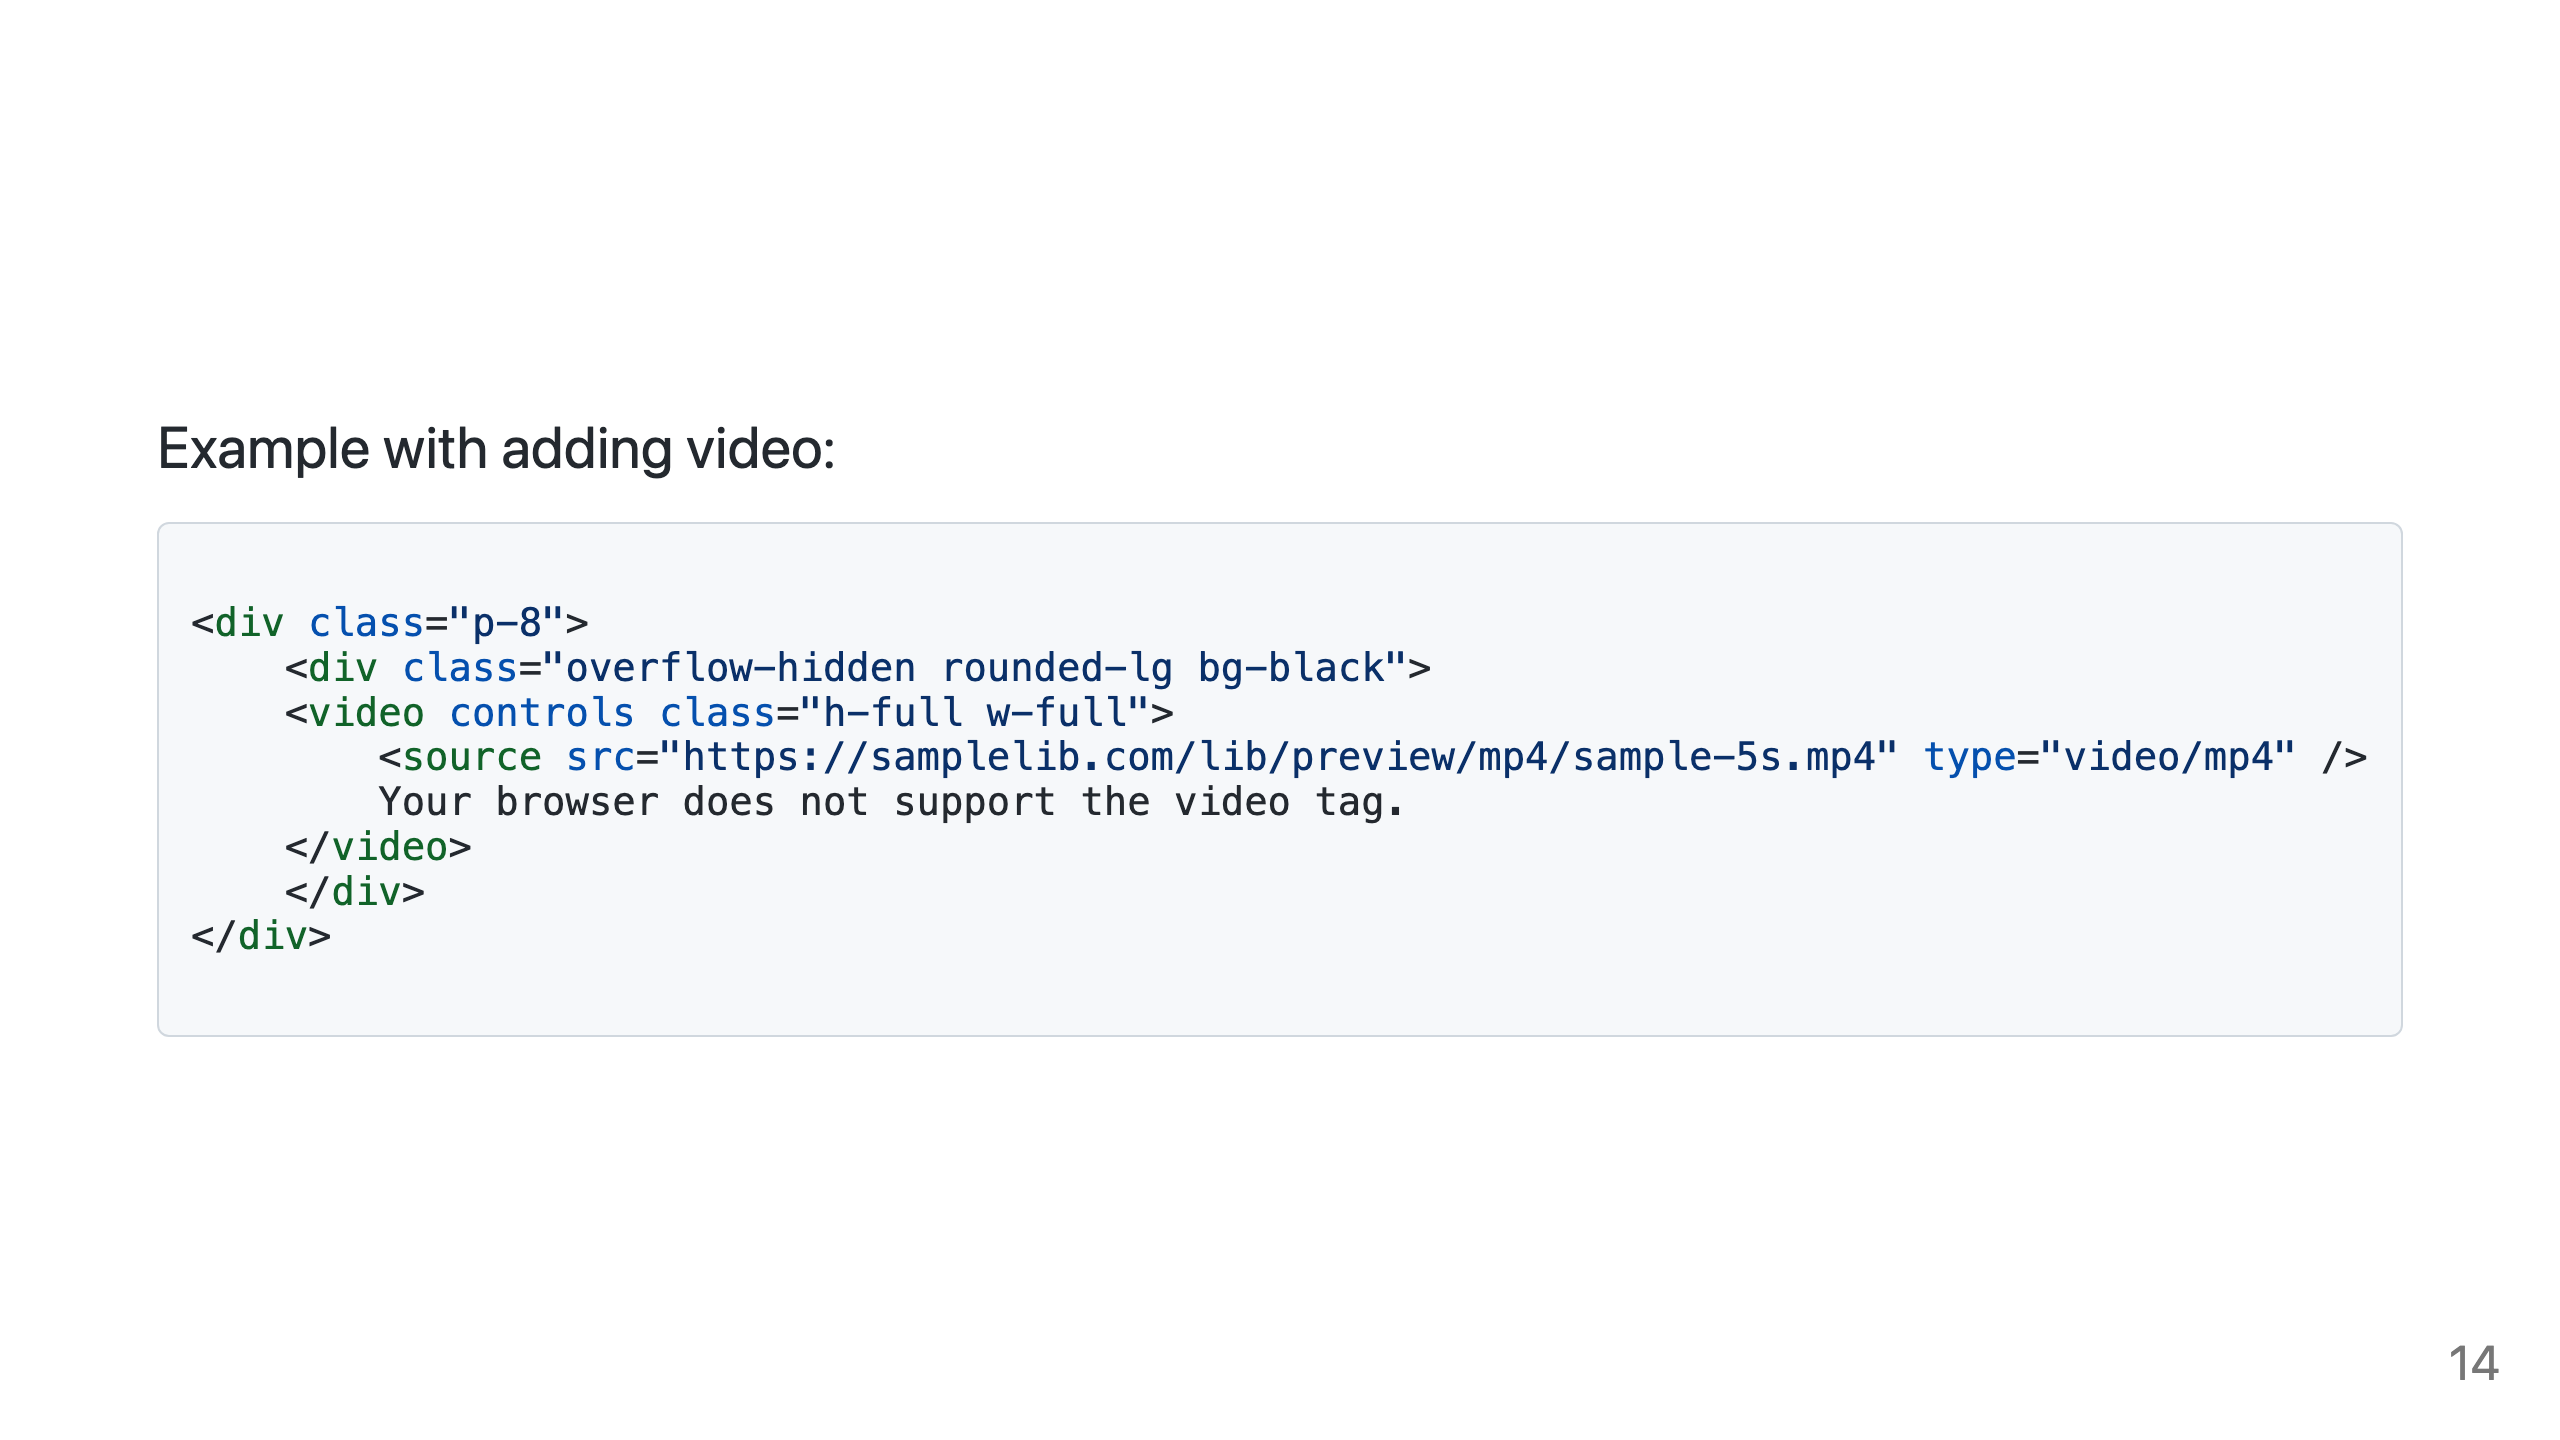 Example with adding video:
<div class="p-8">
    <div class="overflow-hidden rounded-lg bg-black">
    <video controls class="h-full w-full">
        <source src="https://samplelib.com/lib/preview/mp4/sample-5s.mp4" type="video/mp4" />
        Your browser does not support the video tag.
    </video>
    </div>
</div>
14